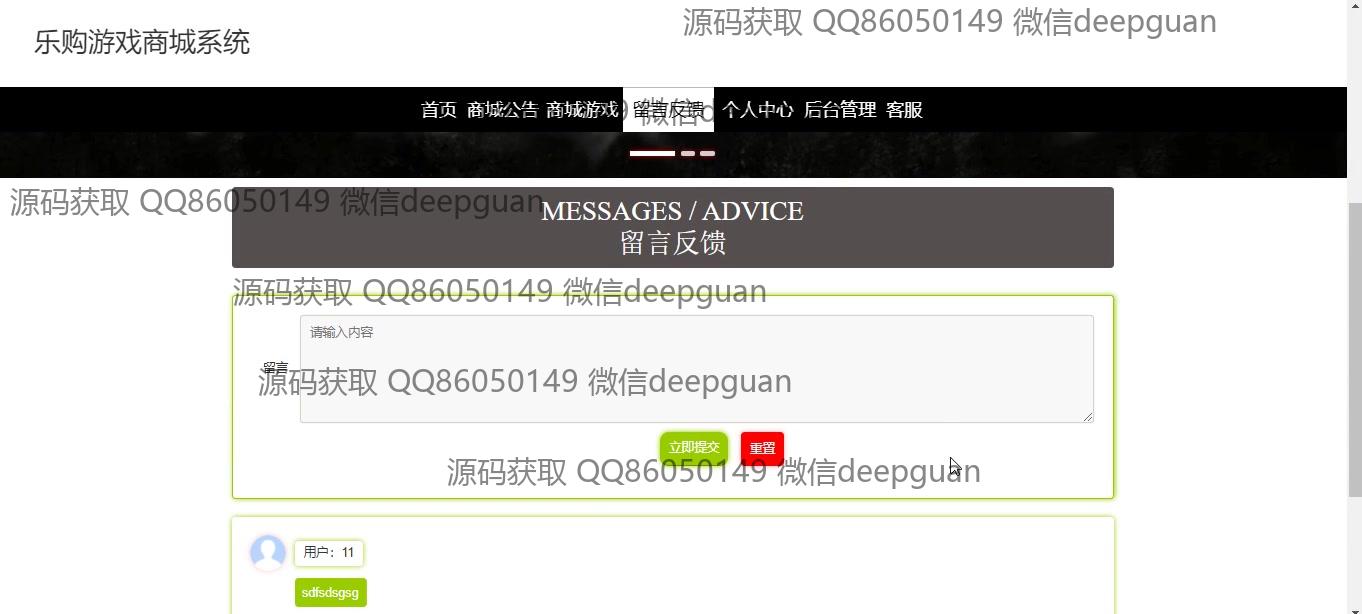 源码获取 QQ86050149 微信deepguan
乐购游戏商城系统
首页 商城公告 商城游戏 留言反馈 个人中心 后台管理 客服
源码获取 QQ86050149 微信deepguan
MESSAGES / ADVICE
留言反馈
源码获取 QQ86050149 微信deepguan
请输入内容
留言
源码获取 QQ86050149 微信deepguan
立即提交 重置
源码获取 QQ86050149 微信deepguan
用户：11
sdfsdsgsg